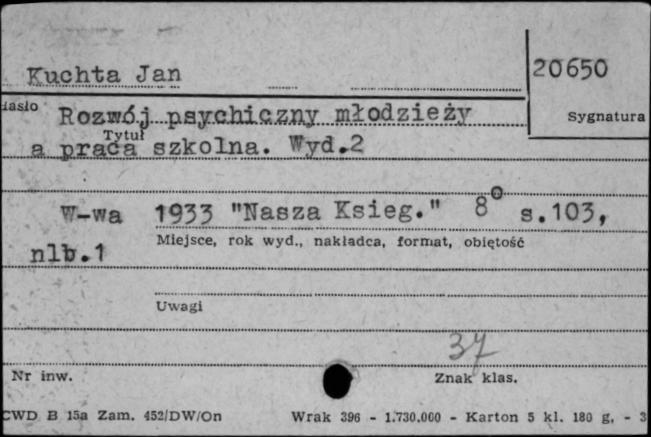 Kuchta Jan
20650
Hasło
Rozwój psychiczny młodzieży
Sygnatura
Tytuł
a praca szkolna. Wyd.2
W-wa 1933 "Nasza Ksieg." 8° s.103,
Miejsce, rok wyd., nakładca, format, objętość
nlb.1
Uwagi
37
Nr inw.
Znak klas.
CWD B 15a Zam. 452/DW/On Wrak 396 - 1.730.000 - Karton 5 kl. 180 g. - 3